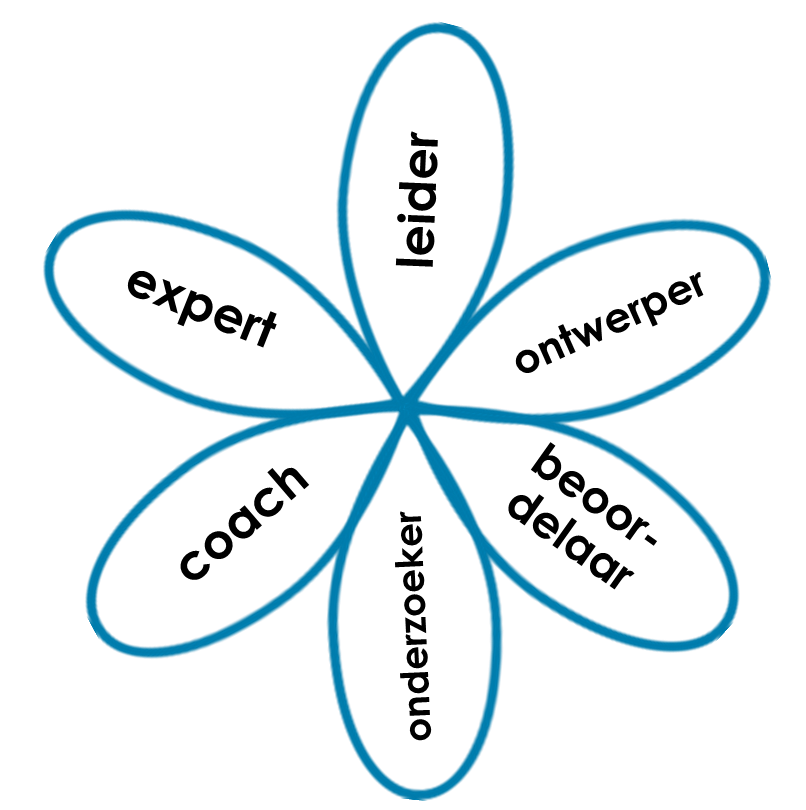 leider
ontwerper
beoor-
delaar
onderzoeker
coach
expert